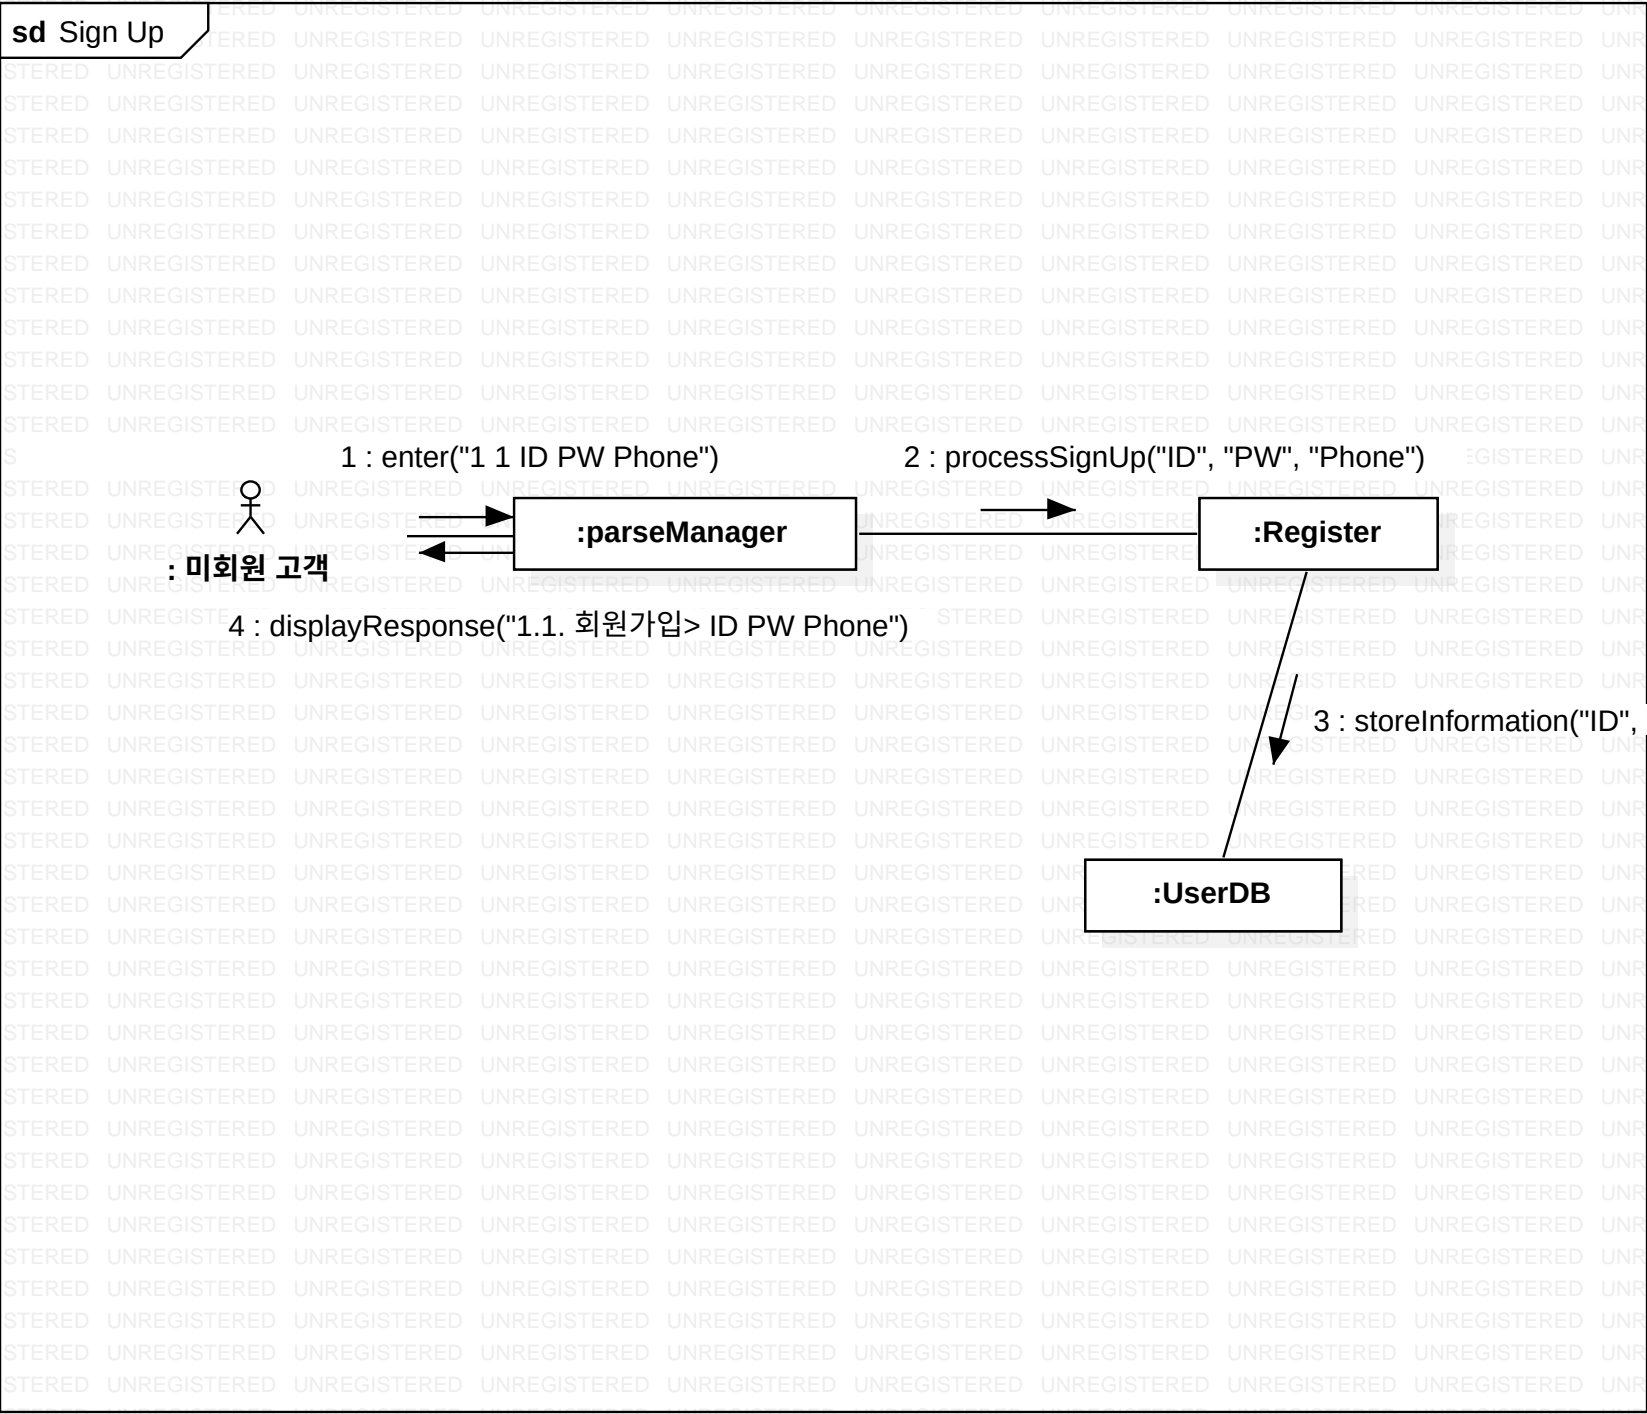 sd Sign Up
1 : enter("1 1 ID PW Phone")
2 : processSignUp("ID", "PW", "Phone")
:parseManager
:Register
: 미회원 고객
4 : displayResponse("1.1. 회원가입> ID PW Phone")
3 : storeInformation("ID",
:UserDB
UNREGISTERED